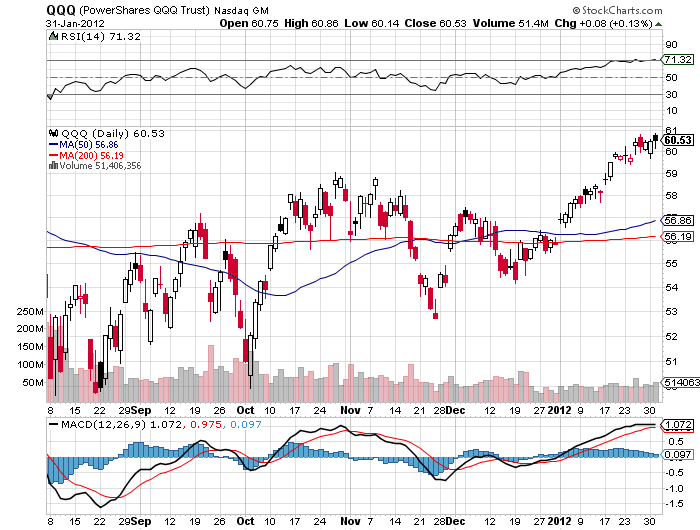 QQQ (PowerShares QQQ Trust) Nasdaq GM © StockCharts.com
31-Jan-2012 Open 60.75 High 60.86 Low 60.14 Close 60.53 Volume 51.4M Chg +0.08 (+0.13%)
RSI(14) 71.32
90
71.32
50
30
10
QQQ (Daily) 60.53
MA(50) 56.86
MA(200) 56.19
Volume 51,406,356
61
60.53
60
59
58
57
56.86
56.19
55
54
53
52
51
250M
200M
150M
100M
50M
514063
8 15 22 29 Sep 12 19 26 Oct 10 17 24 Nov 7 14 21 28 Dec 12 19 27 2012 9 17 23 30
MACD(12,26,9) 1.072, 0.975, 0.097
1.072
0.5
0.097
-0.5
-1.0
-1.5
8 15 22 29 Sep 12 19 26 Oct 10 17 24 Nov 7 14 21 28 Dec 12 19 27 2012 9 17 23 30